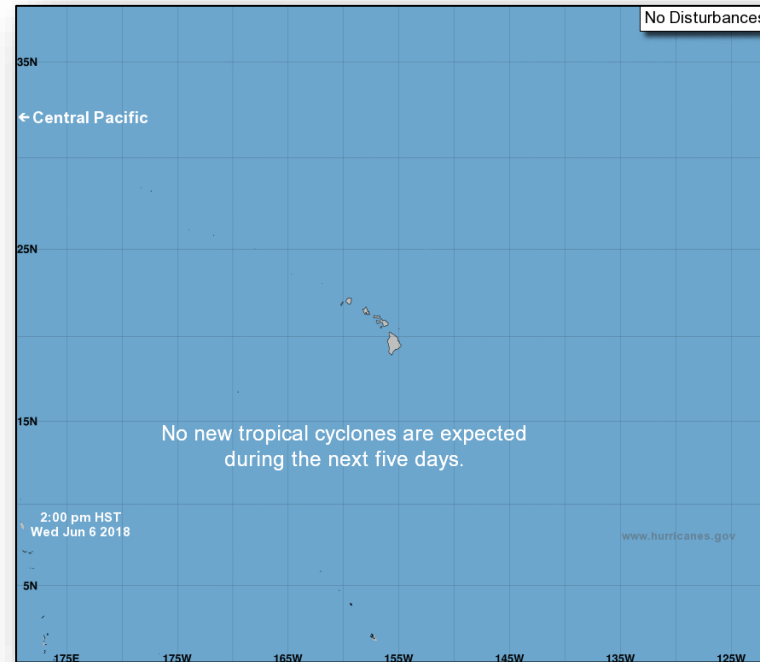 No Disturbances
35N
← Central Pacific
25N
15N
No new tropical cyclones are expected
during the next five days.
2:00 pm HST
Wed Jun 6 2018
www.hurricanes.gov
5N
175E 175W 165W 155W 145W 135W 125W